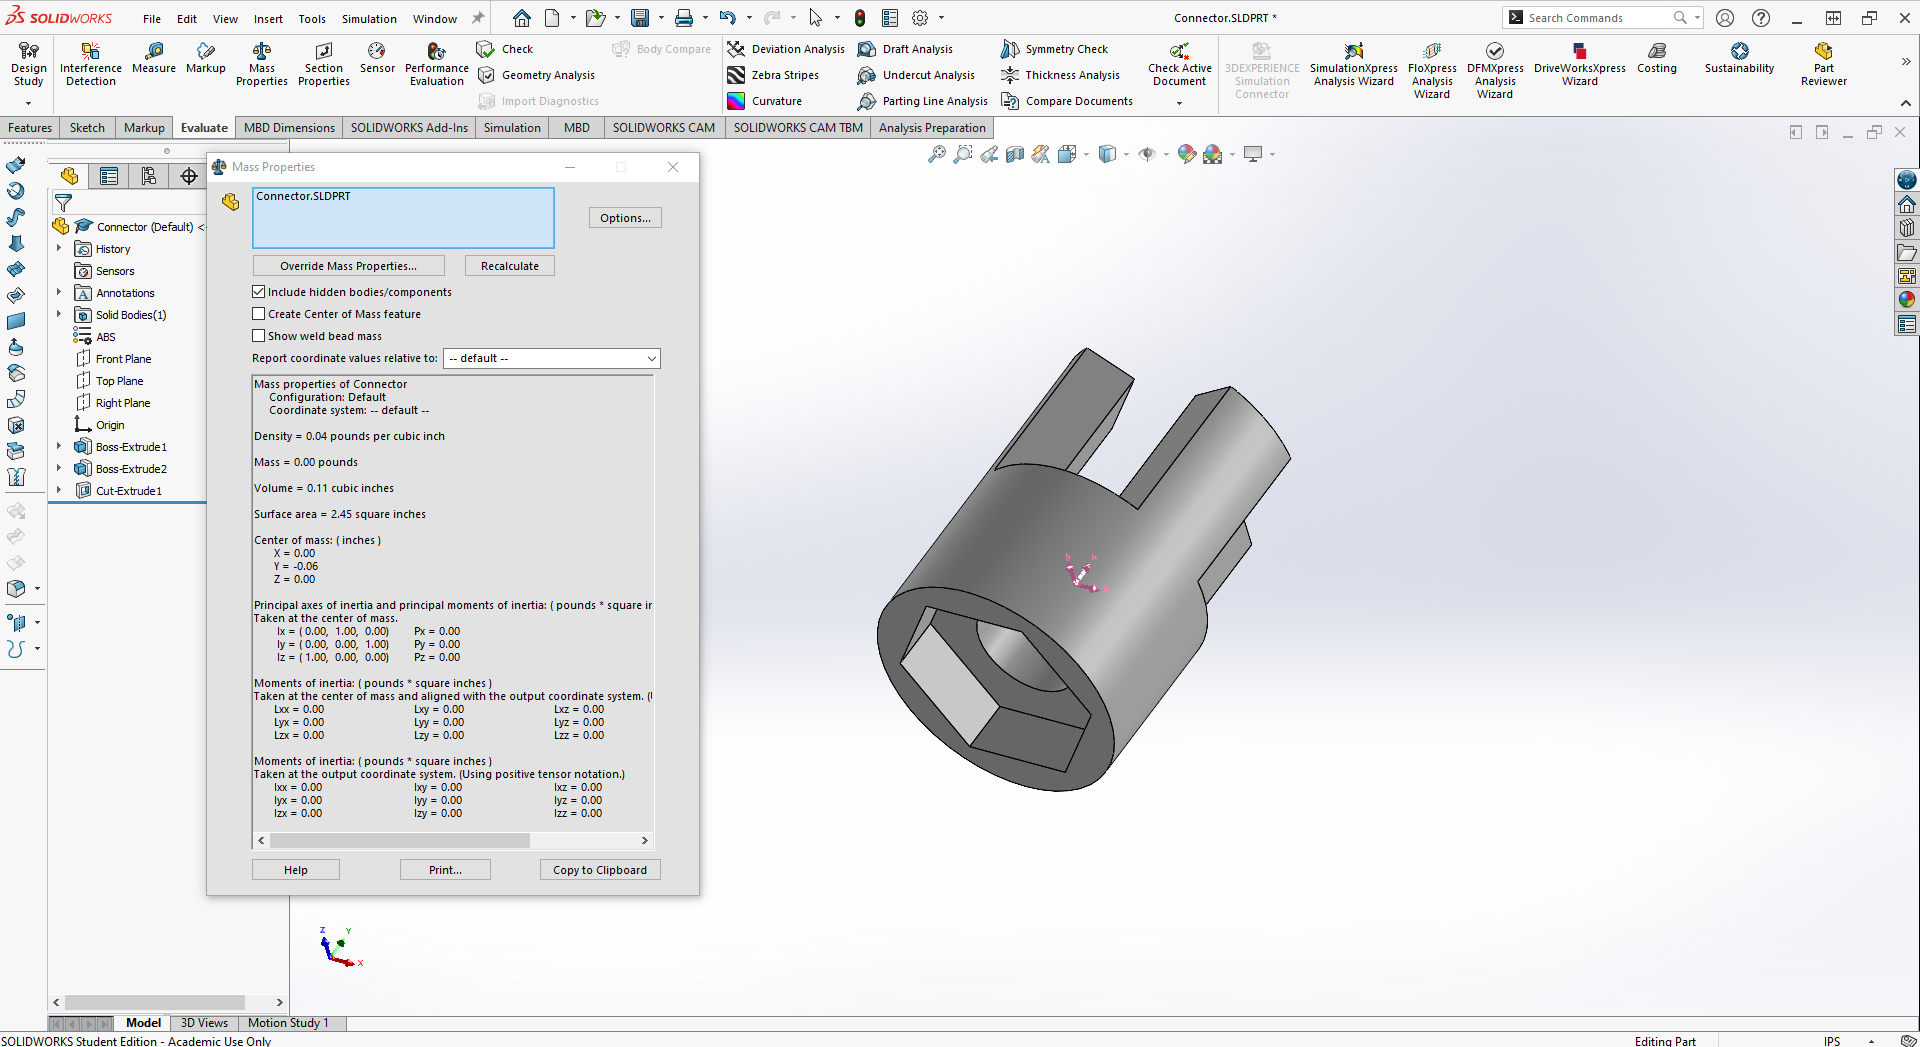 SOLIDWORKS File Edit View Insert Tools Simulation Window Connector.SLDPRT * Search Commands
Design Study
Interference Detection
Measure
Markup
Mass Properties
Section Properties
Sensor
Performance Evaluation
Check
Geometry Analysis
Import Diagnostics
Body Compare
Deviation Analysis
Zebra Stripes
Curvature
Draft Analysis
Undercut Analysis
Parting Line Analysis
Symmetry Check
Thickness Analysis
Compare Documents
Check Active Document
3DEXPERIENCE Simulation Connector
SimulationXpress Analysis Wizard
FloXpress Analysis Wizard
DFMXpress Analysis Wizard
DriveWorksXpress Wizard
Costing
Sustainability
Part Reviewer
Features Sketch Markup Evaluate MBD Dimensions SOLIDWORKS Add-Ins Simulation MBD SOLIDWORKS CAM SOLIDWORKS CAM TBM Analysis Preparation
Connector (Default) <
History
Sensors
Annotations
Solid Bodies(1)
ABS
Front Plane
Top Plane
Right Plane
Origin
Boss-Extrude1
Boss-Extrude2
Cut-Extrude1
Mass Properties
Connector.SLDPRT
Options...
Override Mass Properties... Recalculate
Include hidden bodies/components
Create Center of Mass feature
Show weld bead mass
Report coordinate values relative to: -- default --
Mass properties of Connector
Configuration: Default
Coordinate system: -- default --
Density = 0.04 pounds per cubic inch
Mass = 0.00 pounds
Volume = 0.11 cubic inches
Surface area = 2.45 square inches
Center of mass: ( inches )
X = 0.00
Y = -0.06
Z = 0.00
Principal axes of inertia and principal moments of inertia: ( pounds * square ir
Taken at the center of mass.
Ix = ( 0.00, 1.00, 0.00) Px = 0.00
Iy = ( 0.00, 0.00, 1.00) Py = 0.00
Iz = ( 1.00, 0.00, 0.00) Pz = 0.00
Moments of inertia: ( pounds * square inches )
Taken at the center of mass and aligned with the output coordinate system. (
Lxx = 0.00 Lxy = 0.00 Lxz = 0.00
Lyx = 0.00 Lyy = 0.00 Lyz = 0.00
Lzx = 0.00 Lzy = 0.00 Lzz = 0.00
Moments of inertia: ( pounds * square inches )
Taken at the output coordinate system. (Using positive tensor notation.)
Ixx = 0.00 Ixy = 0.00 Ixz = 0.00
Iyx = 0.00 Iyy = 0.00 Iyz = 0.00
Izx = 0.00 Izy = 0.00 Izz = 0.00
Help Print... Copy to Clipboard
Z Y
X
Model 3D Views Motion Study 1
SOLIDWORKS Student Edition - Academic Use Only Editing Part IPS